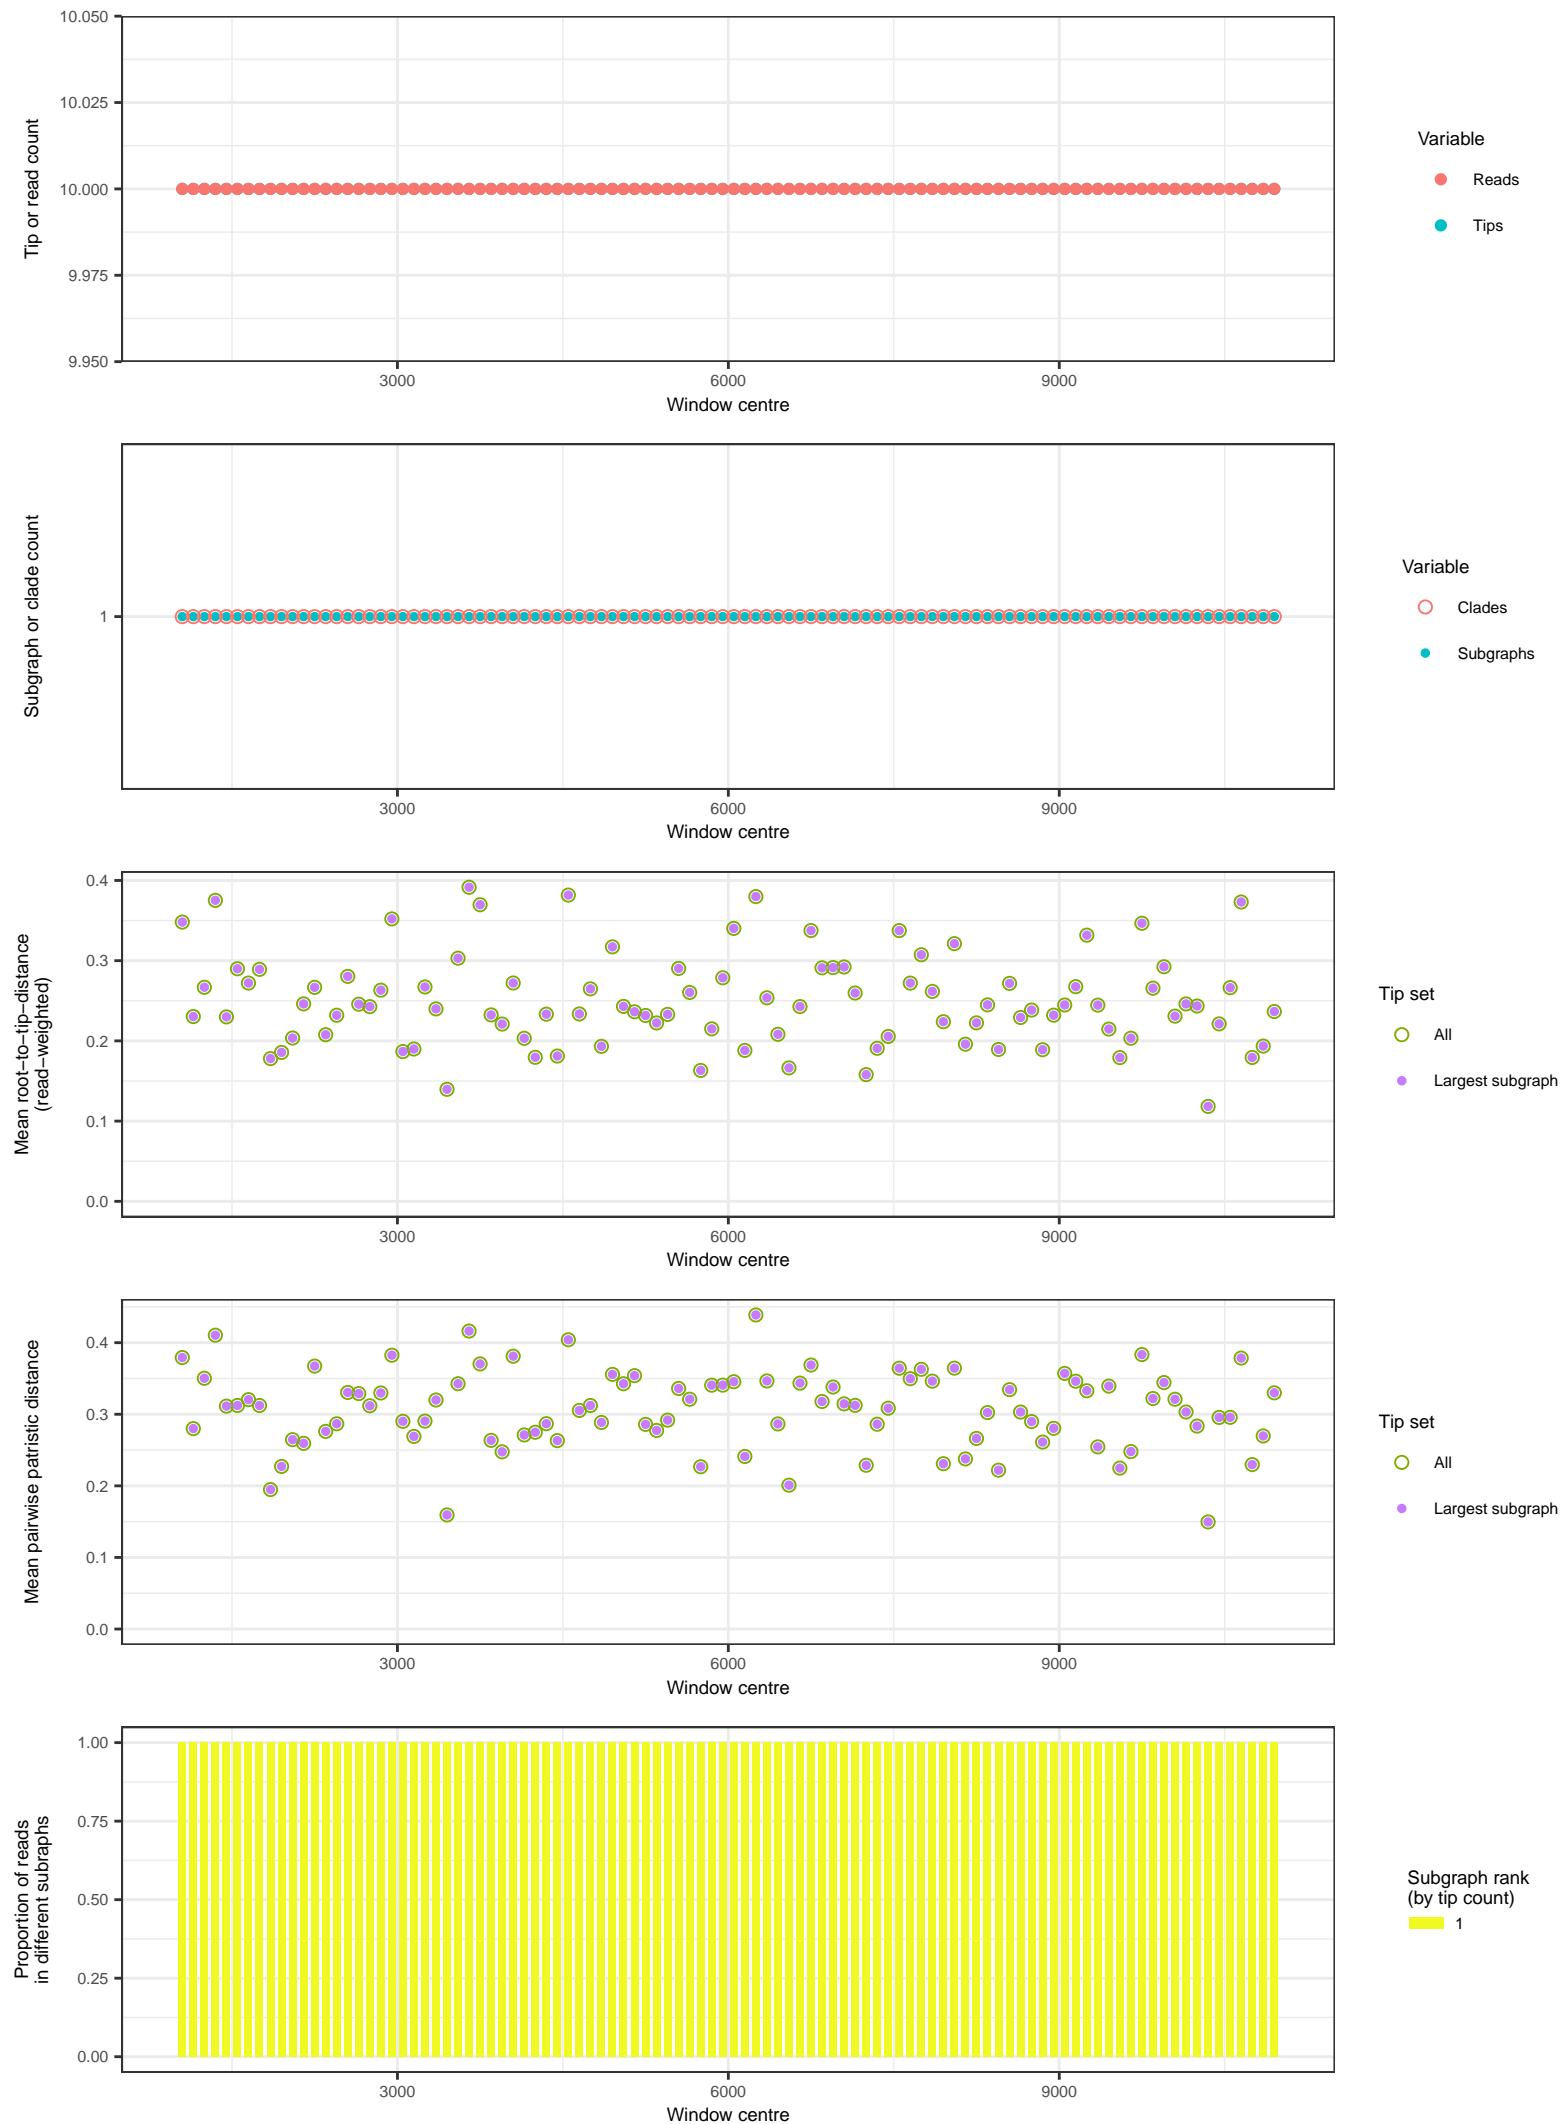 10.050
10.025
10.000
9.975
9.950
Tip or read count
3000
6000
9000
Window centre
Variable
Reads
Tips
1
Subgraph or clade count
3000
6000
9000
Window centre
Variable
Clades
Subgraphs
0.4
0.3
0.2
0.1
0.0
Mean root−to−tip−distance
(read−weighted)
3000
6000
9000
Window centre
Tip set
All
Largest subgraph
0.4
0.3
0.2
0.1
0.0
Mean pairwise patristic distance
3000
6000
9000
Window centre
Tip set
All
Largest subgraph
1.00
0.75
0.50
0.25
0.00
Proportion of reads
in different subraphs
3000
6000
9000
Window centre
Subgraph rank
(by tip count)
1